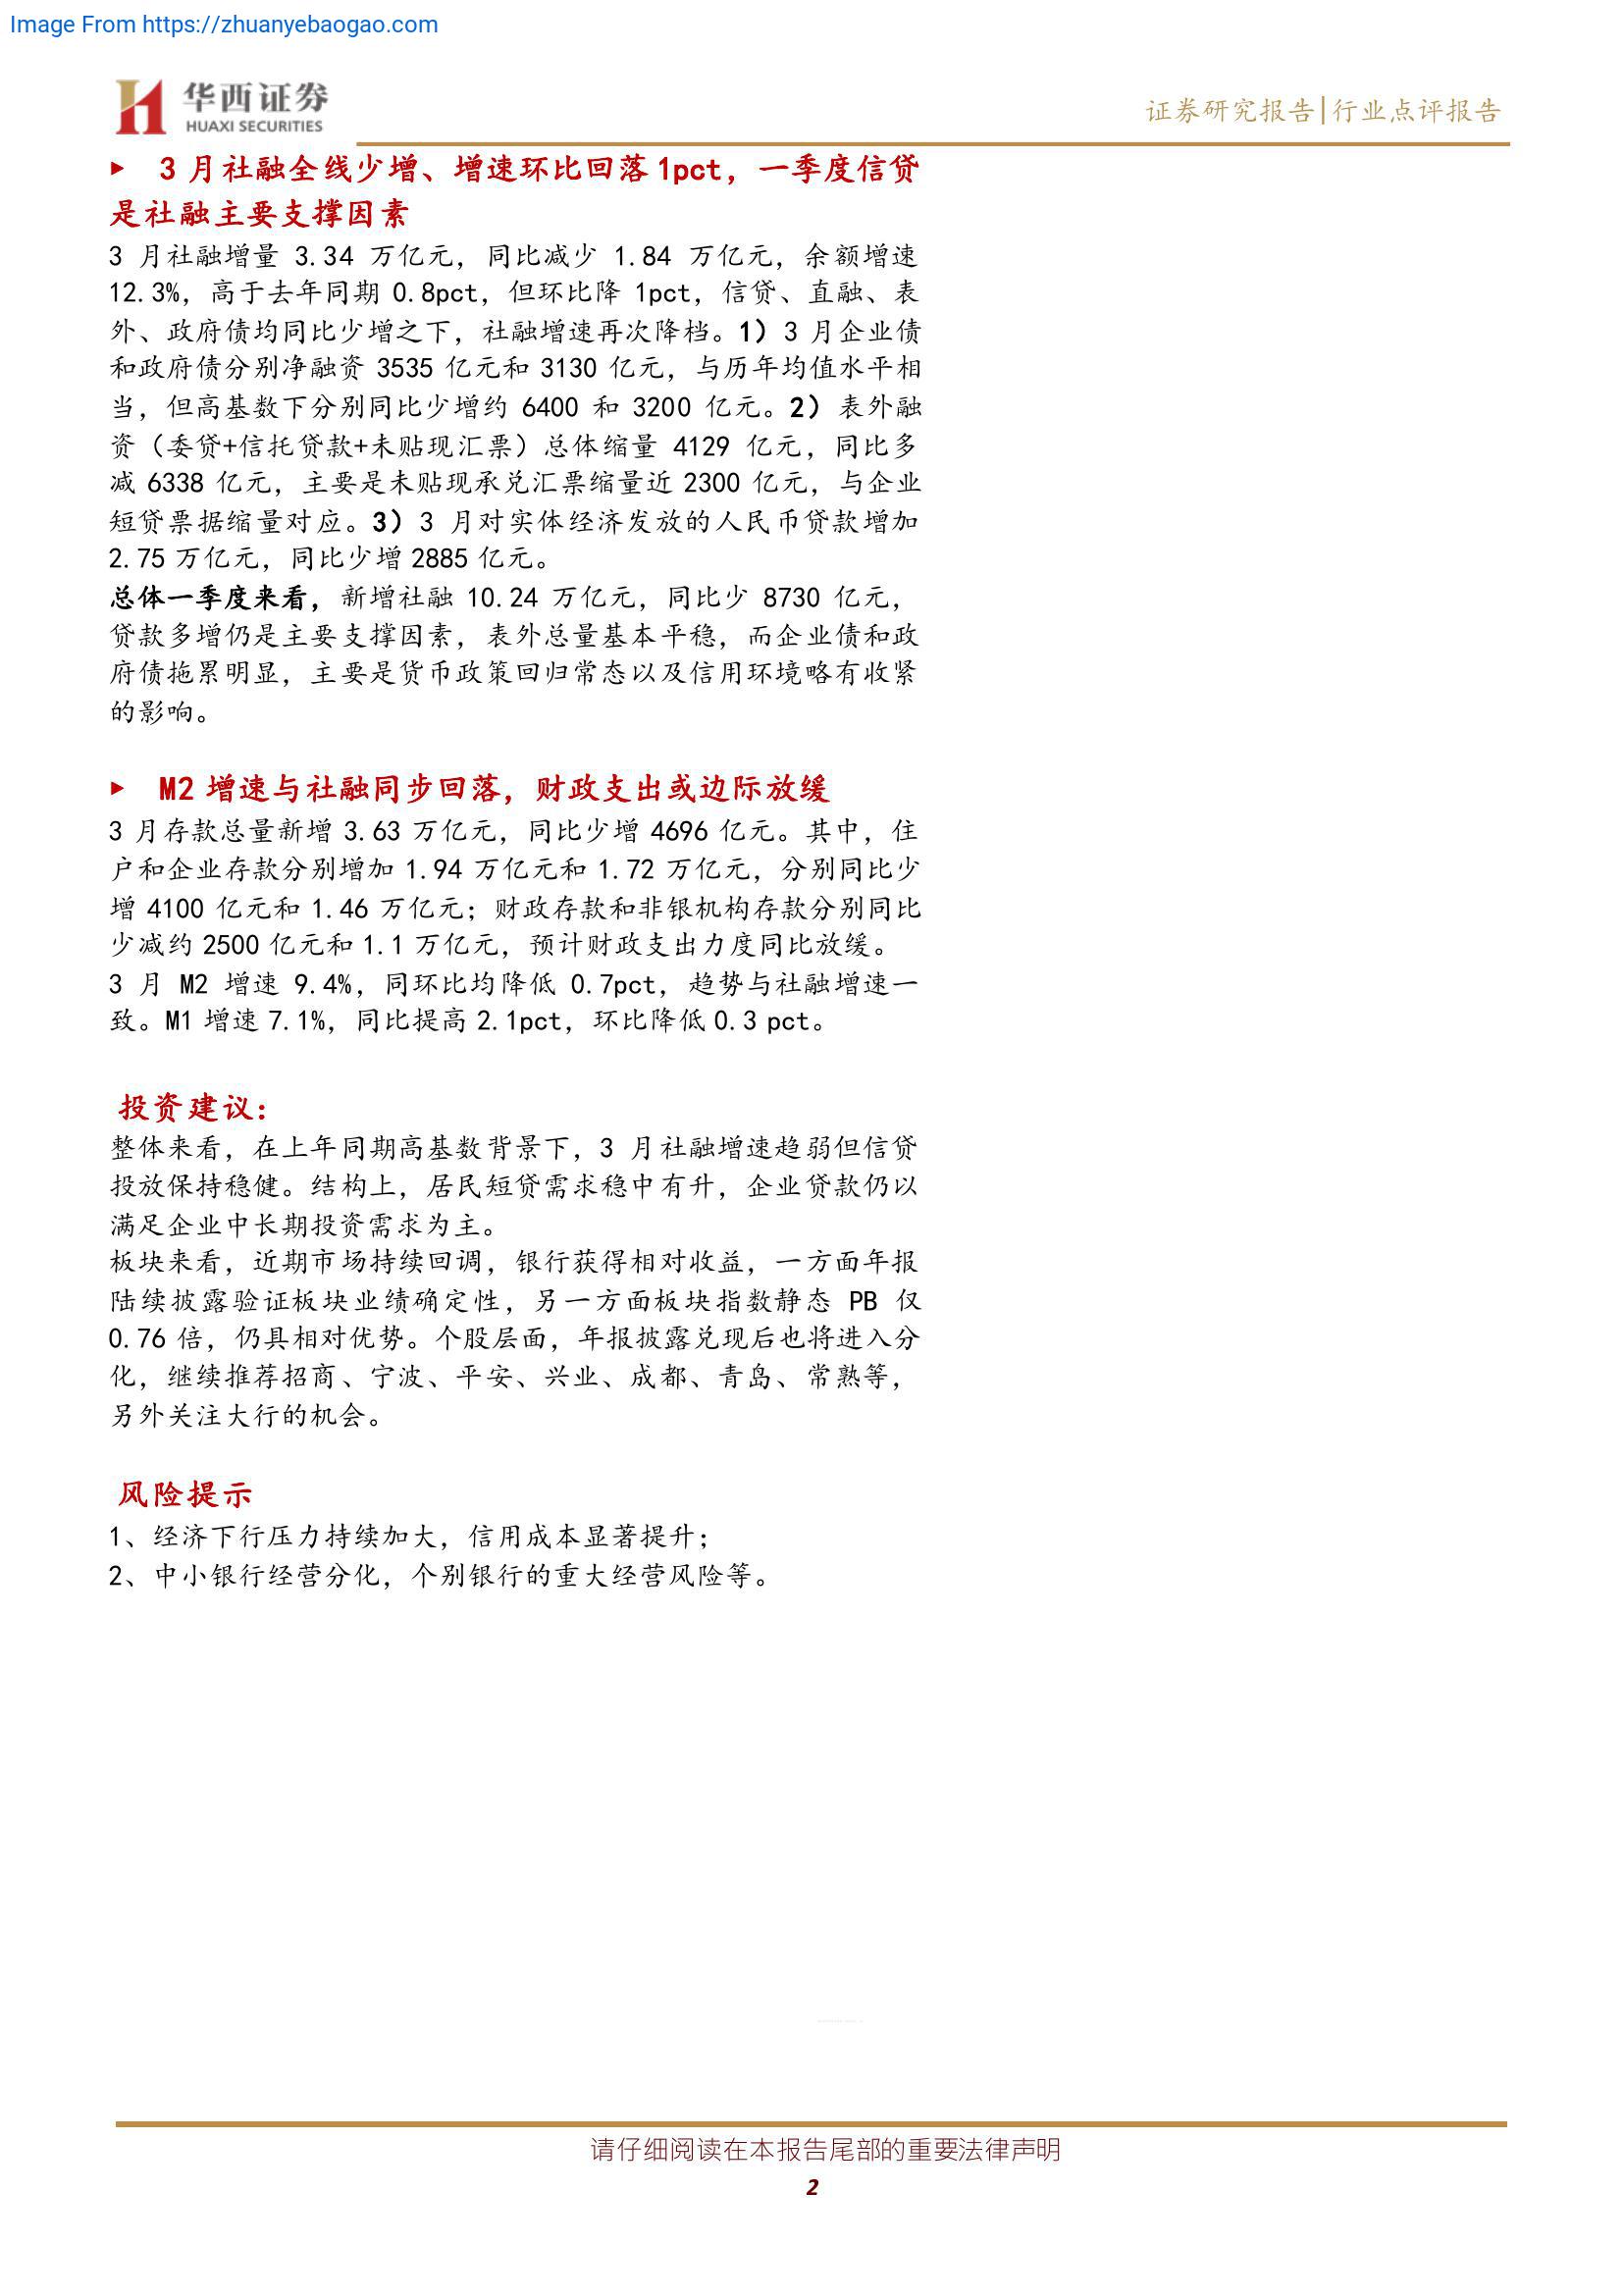 Image From https://zhuanyebaogao.com
华西证券
HUAXI SECURITIES
证券研究报告|行业点评报告
► 3 月社融全线少增、增速环比回落 1pct，一季度信贷
是社融主要支撑因素
3 月社融增量 3.34 万亿元，同比减少 1.84 万亿元，余额增速
12.3%，高于去年同期 0.8pct，但环比降 1pct，信贷、直融、表
外、政府债均同比少增之下，社融增速再次降档。1）3 月企业债
和政府债分别净融资 3535 亿元和 3130 亿元，与历年均值水平相
当，但高基数下分别同比少增约 6400 和 3200 亿元。2）表外融
资（委贷+信托贷款+未贴现汇票）总体缩量 4129 亿元，同比多
减 6338 亿元，主要是未贴现承兑汇票缩量近 2300 亿元，与企业
短贷票据缩量对应。3）3 月对实体经济发放的人民币贷款增加
2.75 万亿元，同比少增 2885 亿元。
总体一季度来看，新增社融 10.24 万亿元，同比少 8730 亿元，
贷款多增仍是主要支撑因素，表外总量基本平稳，而企业债和政
府债拖累明显，主要是货币政策回归常态以及信用环境略有收紧
的影响。
► M2 增速与社融同步回落，财政支出或边际放缓
3 月存款总量新增 3.63 万亿元，同比少增 4696 亿元。其中，住
户和企业存款分别增加 1.94 万亿元和 1.72 万亿元，分别同比少
增 4100 亿元和 1.46 万亿元；财政存款和非银机构存款分别同比
少减约 2500 亿元和 1.1 万亿元，预计财政支出力度同比放缓。
3 月 M2 增速 9.4%，同环比均降低 0.7pct，趋势与社融增速一
致。M1 增速 7.1%，同比提高 2.1pct，环比降低 0.3 pct。
投资建议：
整体来看，在上年同期高基数背景下，3 月社融增速趋弱但信贷
投放保持稳健。结构上，居民短贷需求稳中有升，企业贷款仍以
满足企业中长期投资需求为主。
板块来看，近期市场持续回调，银行获得相对收益，一方面年报
陆续披露验证板块业绩确定性，另一方面板块指数静态 PB 仅
0.76 倍，仍具相对优势。个股层面，年报披露兑现后也将进入分
化，继续推荐招商、宁波、平安、兴业、成都、青岛、常熟等，
另外关注大行的机会。
风险提示
1、经济下行压力持续加大，信用成本显著提升；
2、中小银行经营分化，个别银行的重大经营风险等。
请仔细阅读在本报告尾部的重要法律声明
2